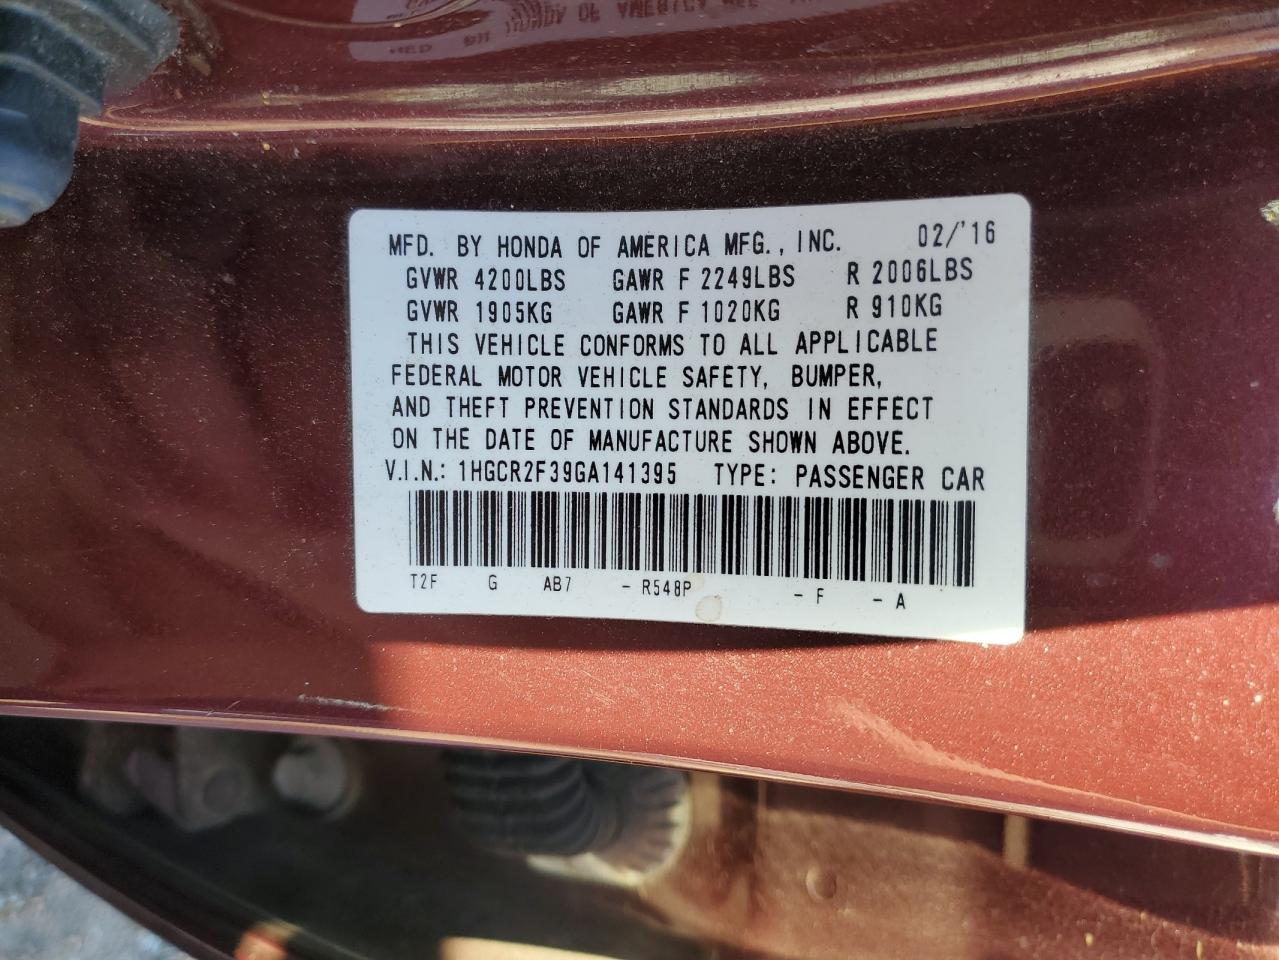 MFD. BY HONDA OF AMERICA MFG., INC. 02/'16
GVWR 4200LBS GAWR F 2249LBS R 2006LBS
GVWR 1905KG GAWR F 1020KG R 910KG
THIS VEHICLE CONFORMS TO ALL APPLICABLE
FEDERAL MOTOR VEHICLE SAFETY, BUMPER,
AND THEFT PREVENTION STANDARDS IN EFFECT
ON THE DATE OF MANUFACTURE SHOWN ABOVE.
V.I.N.: 1HGCR2F39GA141395 TYPE: PASSENGER CAR
T2F G AB7 - R548P - F - A